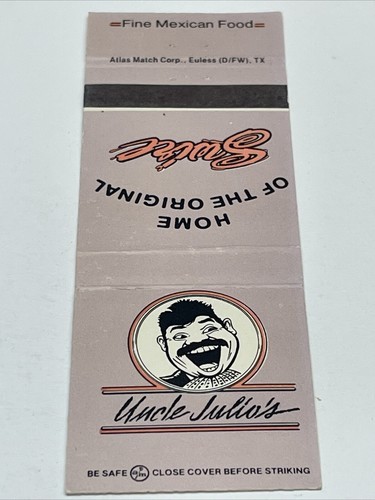 =Fine Mexican Food=
Atlas Match Corp., Euless (D/FW), TX
HOME
OF THE ORIGINAL
Swirl
Uncle Julio's
BE SAFE CLOSE COVER BEFORE STRIKING